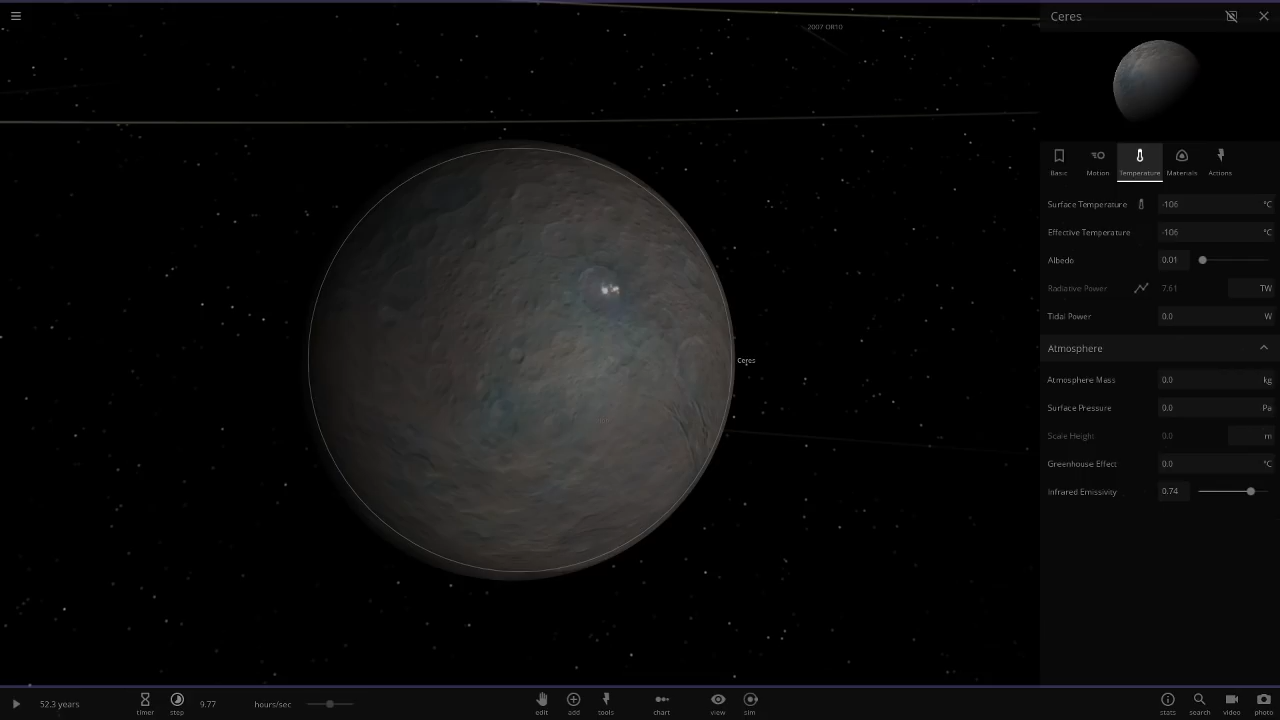 2007 OR10
Ceres
Basic Motion Temperature Materials Actions
Surface Temperature -106 °C
Effective Temperature -106 °C
Albedo 0.01
Radiative Power 7.61 TW
Tidal Power 0.0 W
Atmosphere
Ceres
Atmosphere Mass 0.0 kg
Surface Pressure 0.0 Pa
Scale Height 0.0 m
Greenhouse Effect 0.0 °C
Infrared Emissivity 0.74
52.3 years timer step 9.77 hours/sec edit add tools chart view sim stats search video photo